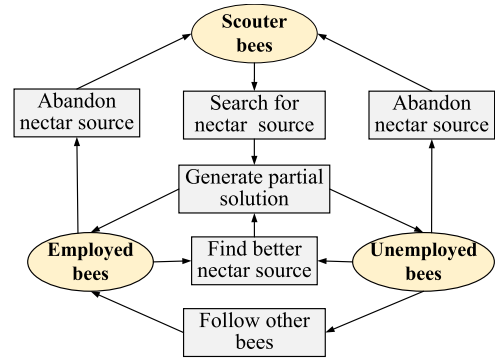 Scouter
bees
Abandon
nectar source
Search for
nectar source
Abandon
nectar source
Generate partial
solution
Employed
bees
Find better
nectar source
Unemployed
bees
Follow other
bees